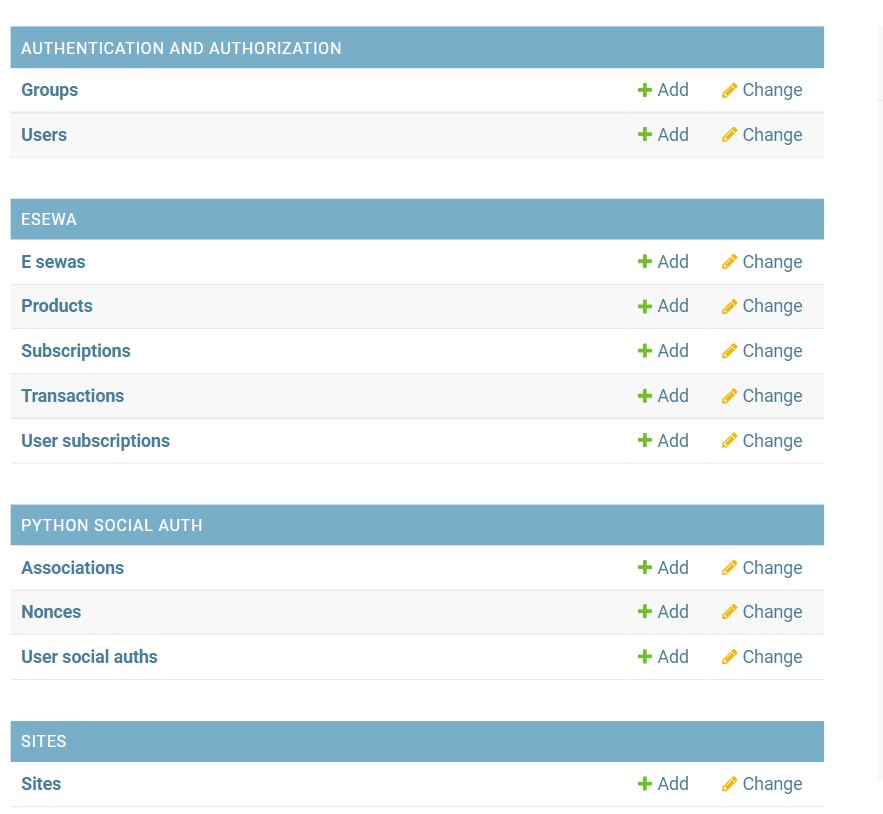 AUTHENTICATION AND AUTHORIZATION
Groups Add Change
Users Add Change
ESEWA
E sewas Add Change
Products Add Change
Subscriptions Add Change
Transactions Add Change
User subscriptions Add Change
PYTHON SOCIAL AUTH
Associations Add Change
Nonces Add Change
User social auths Add Change
SITES
Sites Add Change